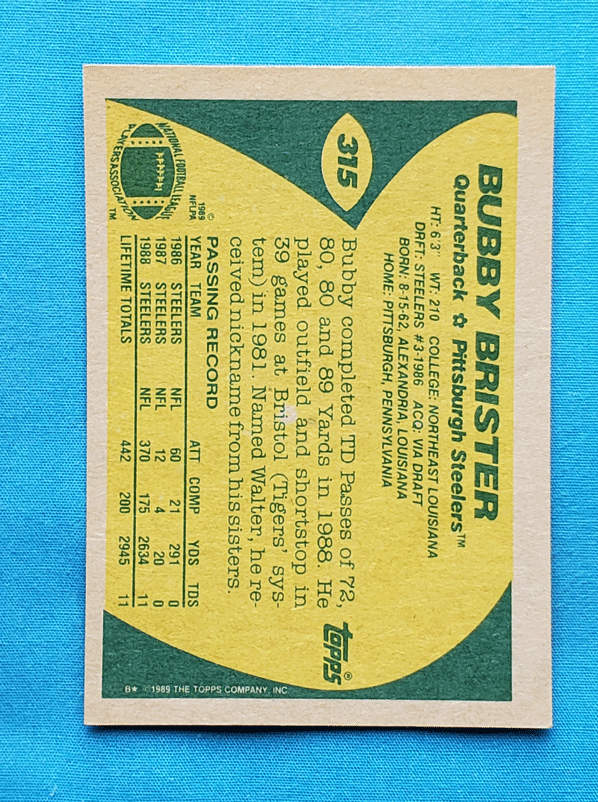 315
BUBBY BRISTER
Quarterback ✩ Pittsburgh Steelers™
HT: 6'3" WT: 210 COLLEGE: NORTHEAST LOUISIANA
DRFT: STEELERS #3-1986 ACQ: VIA DRAFT
BORN: 8-15-62, ALEXANDRIA, LOUISIANA
HOME: PITTSBURGH, PENNSYLVANIA
Bubby completed TD Passes of 72,
80, 80 and 89 Yards in 1988. He
played outfield and shortstop in
39 games at Bristol (Tigers' sys-
tem) in 1981. Named Walter, he re-
ceived nickname from his sisters.
topps®
PASSING RECORD
YEAR TEAM ATT COMP YDS TDS
1986 STEELERS NFL 60 21 291 0
1987 STEELERS NFL 12 4 20 0
1988 STEELERS NFL 370 175 2634 11
LIFETIME TOTALS 442 200 2945 11
NATIONAL FOOTBALL LEAGUE
PLAYERS ASSOCIATION™
©
1989
NFLPA
B★ © 1989 THE TOPPS COMPANY, INC.